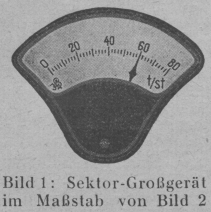 0 20 40 60 80
t/st
Bild 1: Sektor-Großgerät
im Maßstab von Bild 2